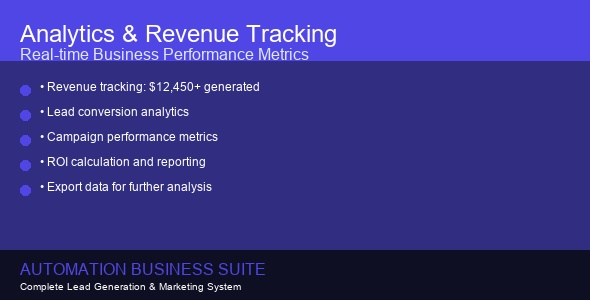 Analytics & Revenue Tracking
Real-time Business Performance Metrics
• Revenue tracking: $12,450+ generated
• Lead conversion analytics
• Campaign performance metrics
• ROI calculation and reporting
• Export data for further analysis
AUTOMATION BUSINESS SUITE
Complete Lead Generation & Marketing System